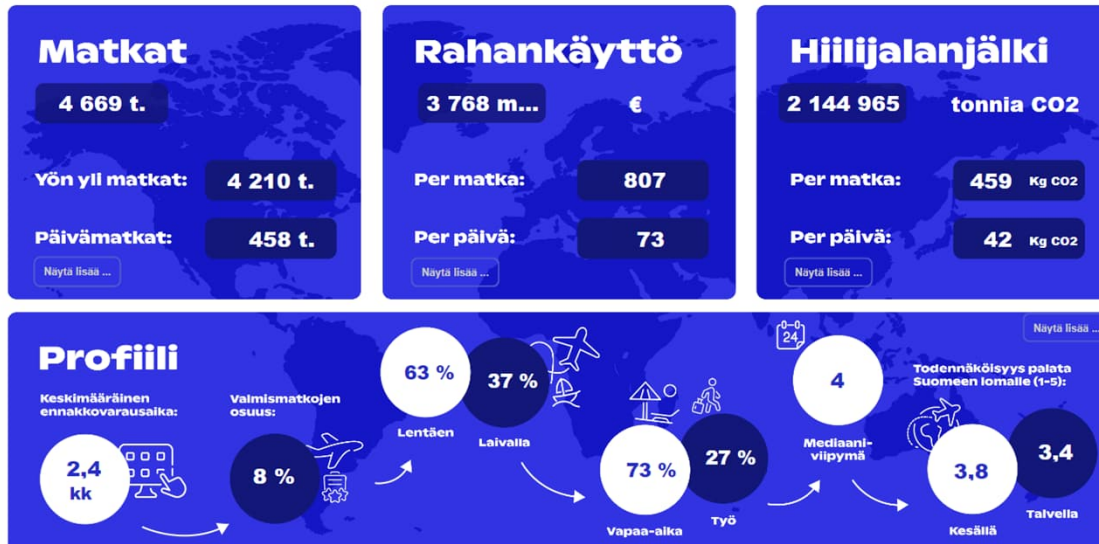 Matkat
4 669 t.
Yön yli matkat: 4 210 t.
Päivämatkat: 458 t.
Näytä lisää ...
Rahankäyttö
3 768 m... €
Per matka: 807
Per päivä: 73
Näytä lisää ...
Hiilijalanjälki
2 144 965 tonnia CO2
Per matka: 459 Kg CO2
Per päivä: 42 Kg CO2
Näytä lisää ...
Profiili
Näytä lisää ...
Keskimääräinen
ennakkovarausaika:
2,4
kk
Valmismatkojen
osuus:
8 %
63 %
Lentäen
37 %
Laivalla
73 %
Vapaa-aika
27 %
Työ
24
4
Mediaani-
viipymä
Todennäköisyys palata
Suomeen lomalle (1-5):
3,8
Kesällä
3,4
Talvella